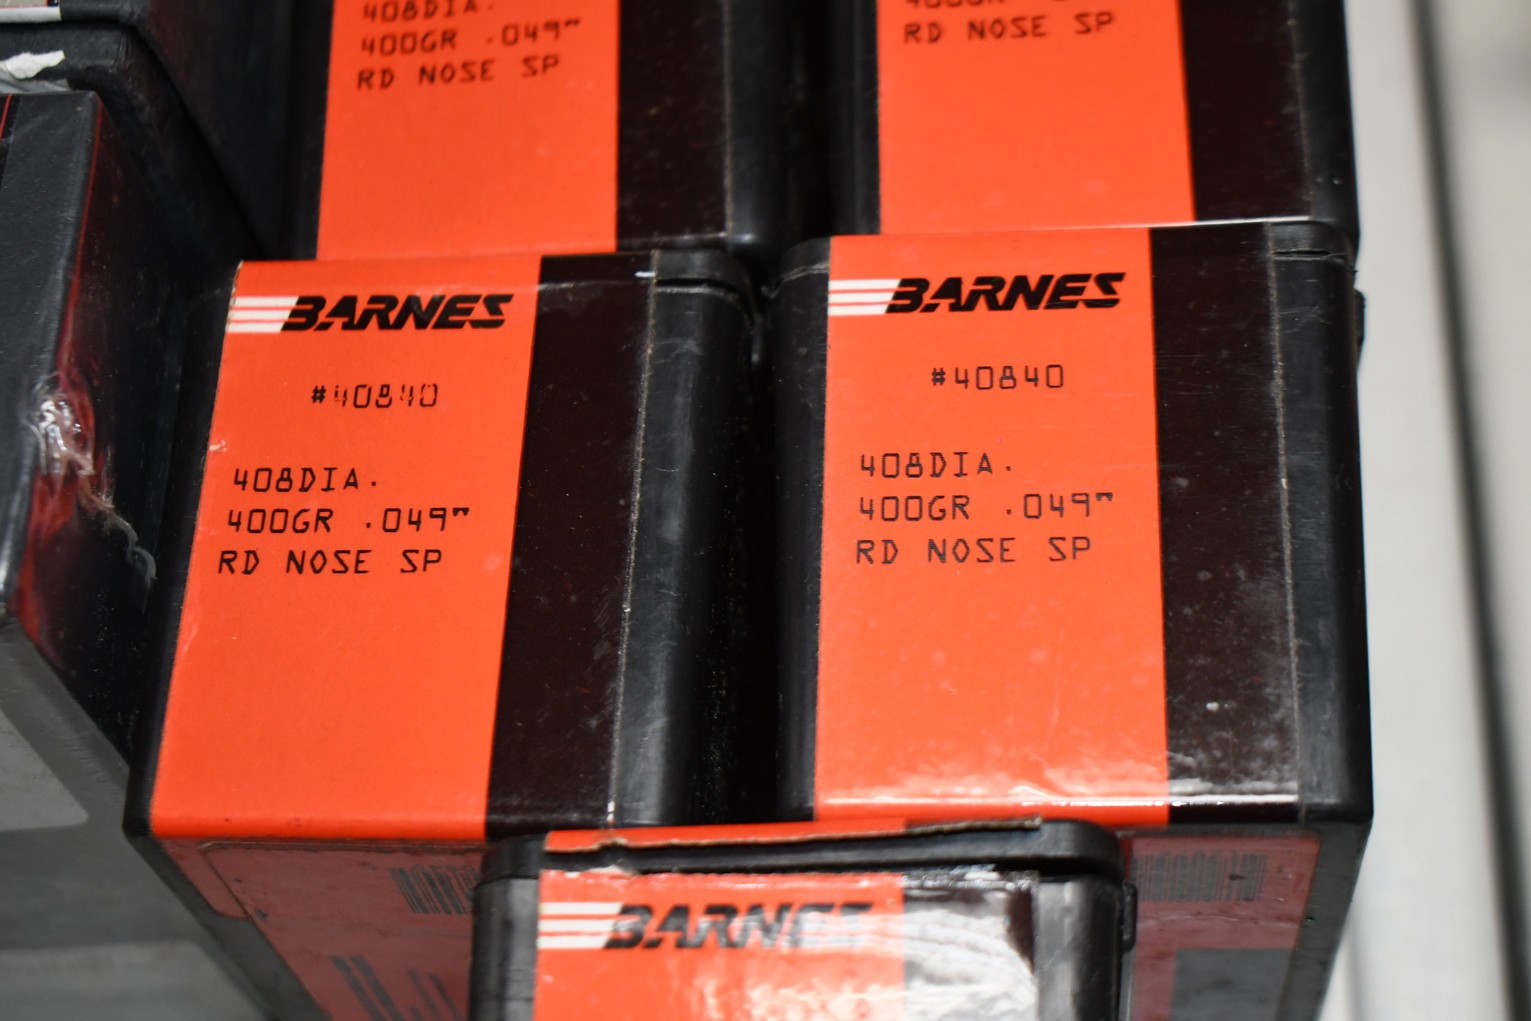 408DIA.
400GR .049"
RD NOSE SP
RD NOSE SP
BARNES
#40840
408DIA.
400GR .049"
RD NOSE SP
BARNES
#40840
408DIA.
400GR .049"
RD NOSE SP
BARNES